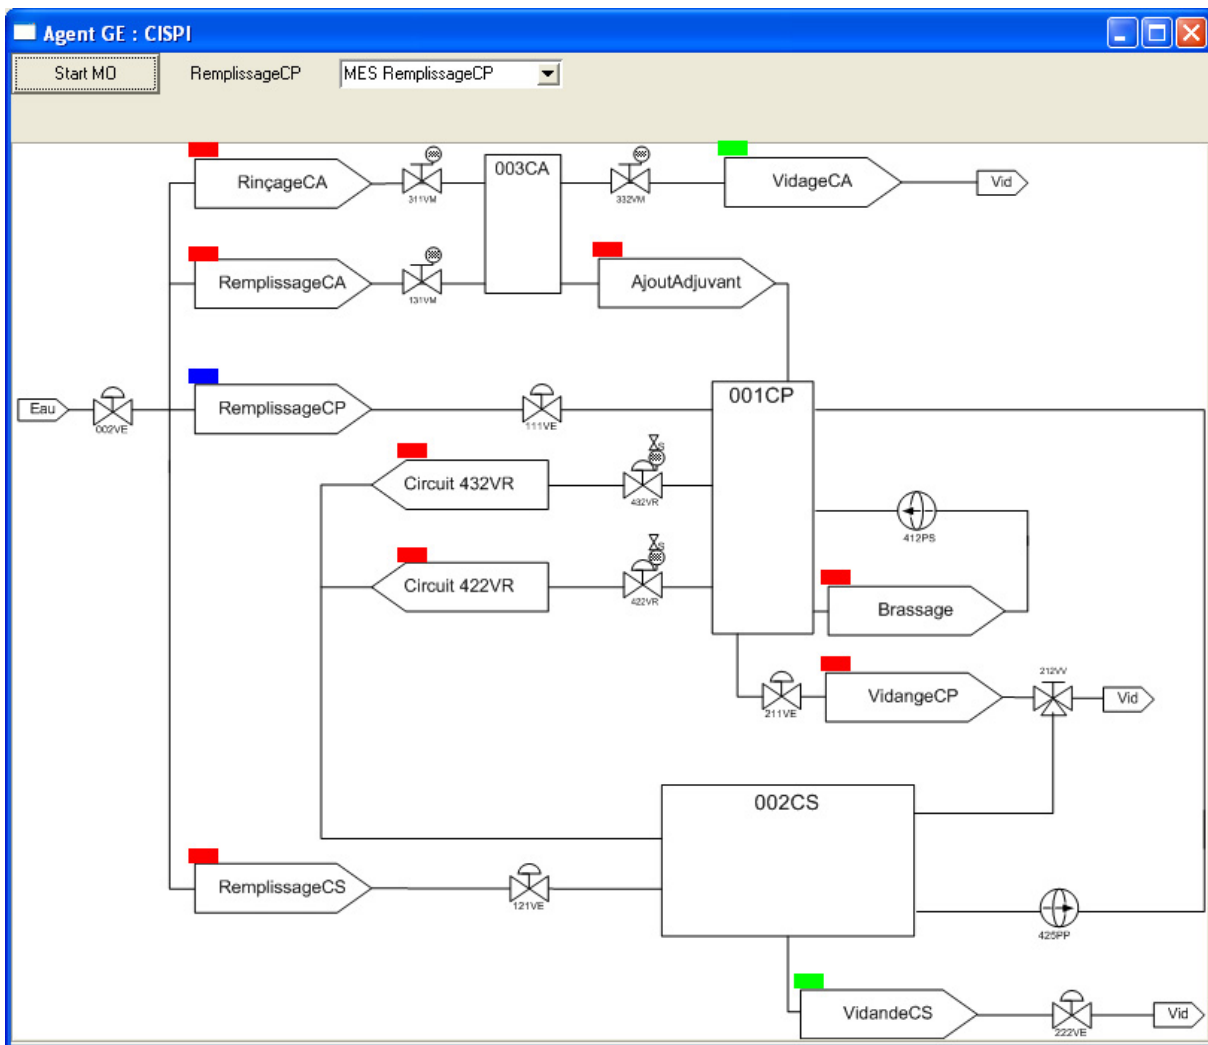 Agent GE : CISPI
Start MO RemplissageCP MES RemplissageCP
003CA
RinçageCA
311VM
332VM
VidageCA
Vid
RemplissageCA
131VM
AjoutAdjuvant
Eau
002VE
RemplissageCP
111VE
001CP
S
Circuit 432VR
432VR
412PS
S
Circuit 422VR
422VR
Brassage
211VE
VidangeCP
212VV
Vid
002CS
RemplissageCS
121VE
425PP
VidandeCS
222VE
Vid